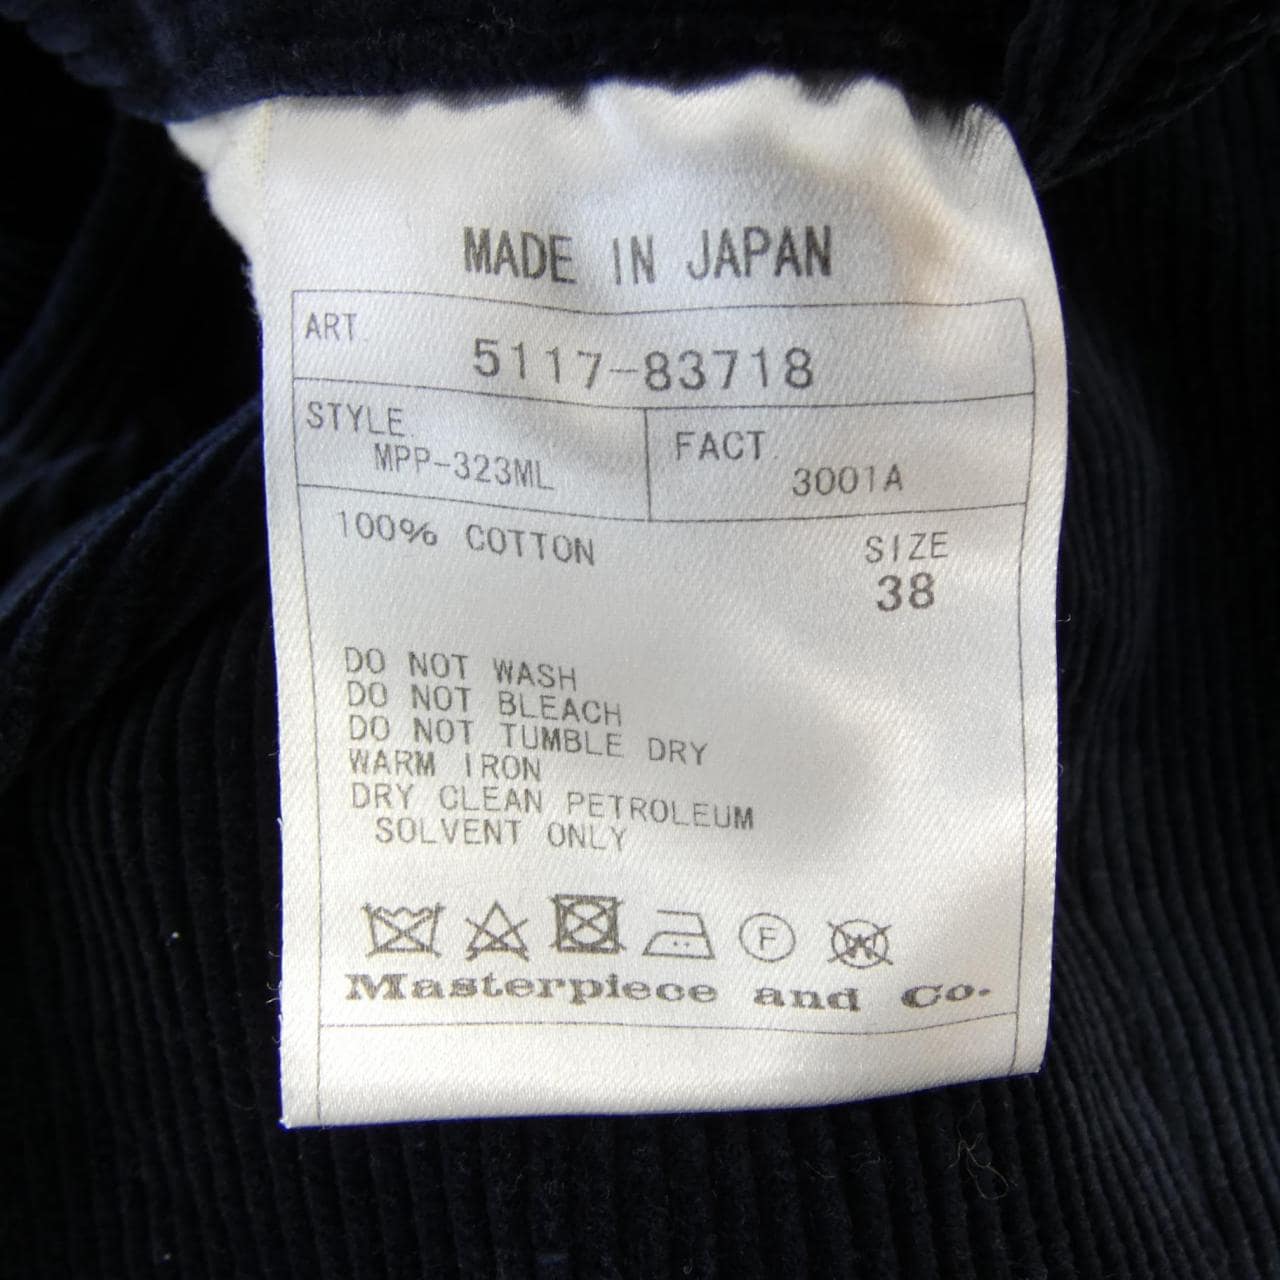 MADE IN JAPAN
ART.
5117-83718
STYLE.
MPP-323ML
FACT.
3001A
100% COTTON
SIZE
38
DO NOT WASH
DO NOT BLEACH
DO NOT TUMBLE DRY
WARM IRON
DRY CLEAN PETROLEUM
SOLVENT ONLY
F
W
Masterpiece and Co.